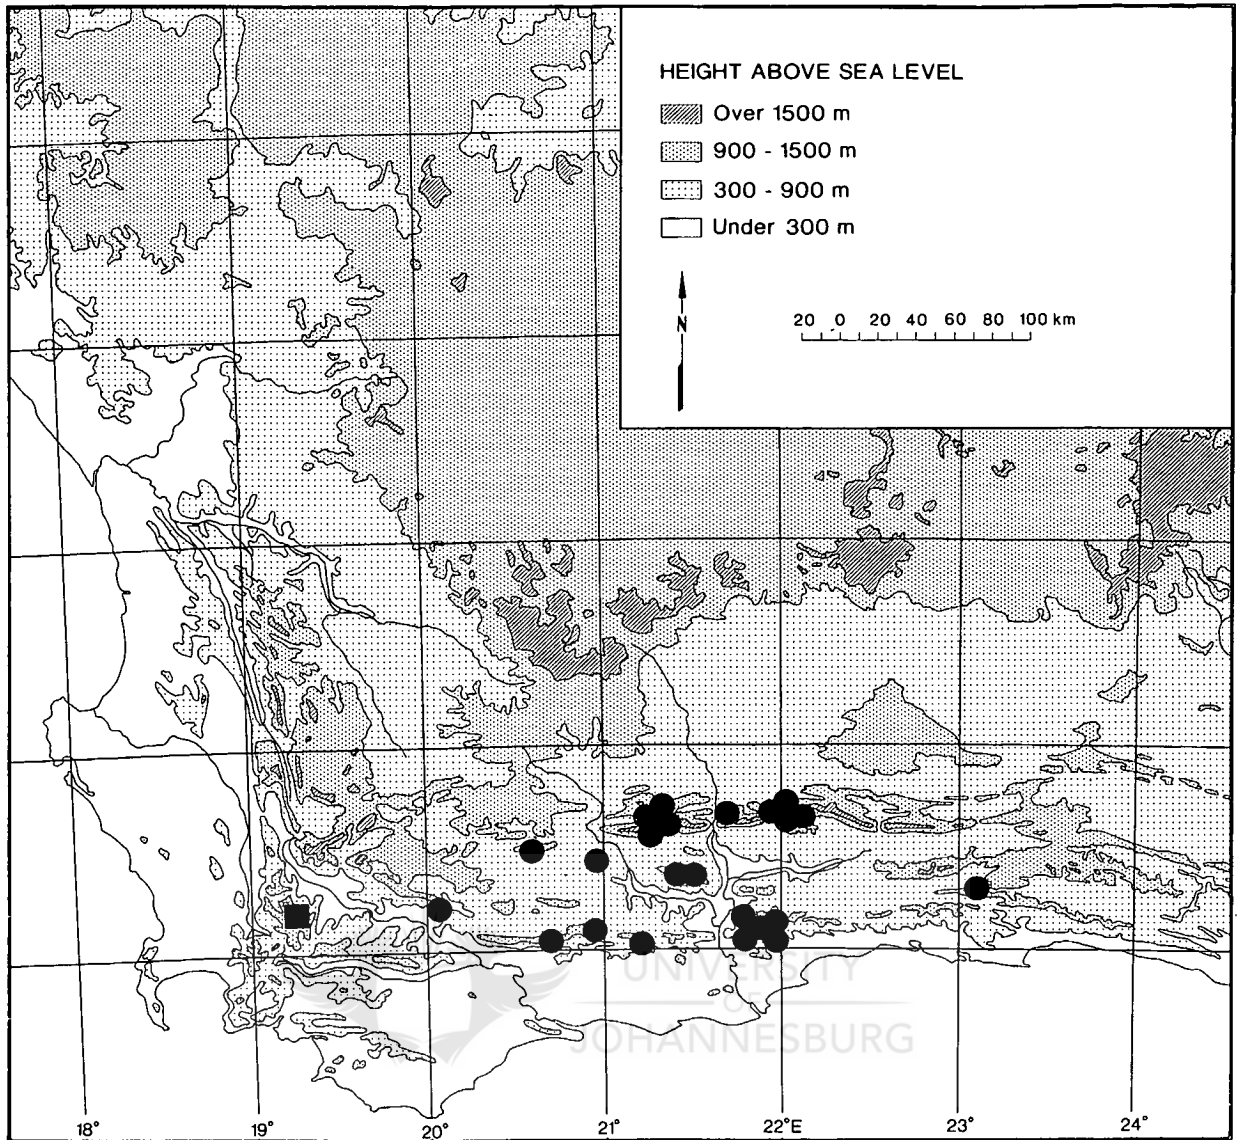 HEIGHT ABOVE SEA LEVEL
Over 1500 m
900 - 1500 m
300 - 900 m
Under 300 m
N
20 0 20 40 60 80 100 km
UNIVERSITY
OF
JOHANNESBURG
18° 19° 20° 21° 22°E 23° 24°